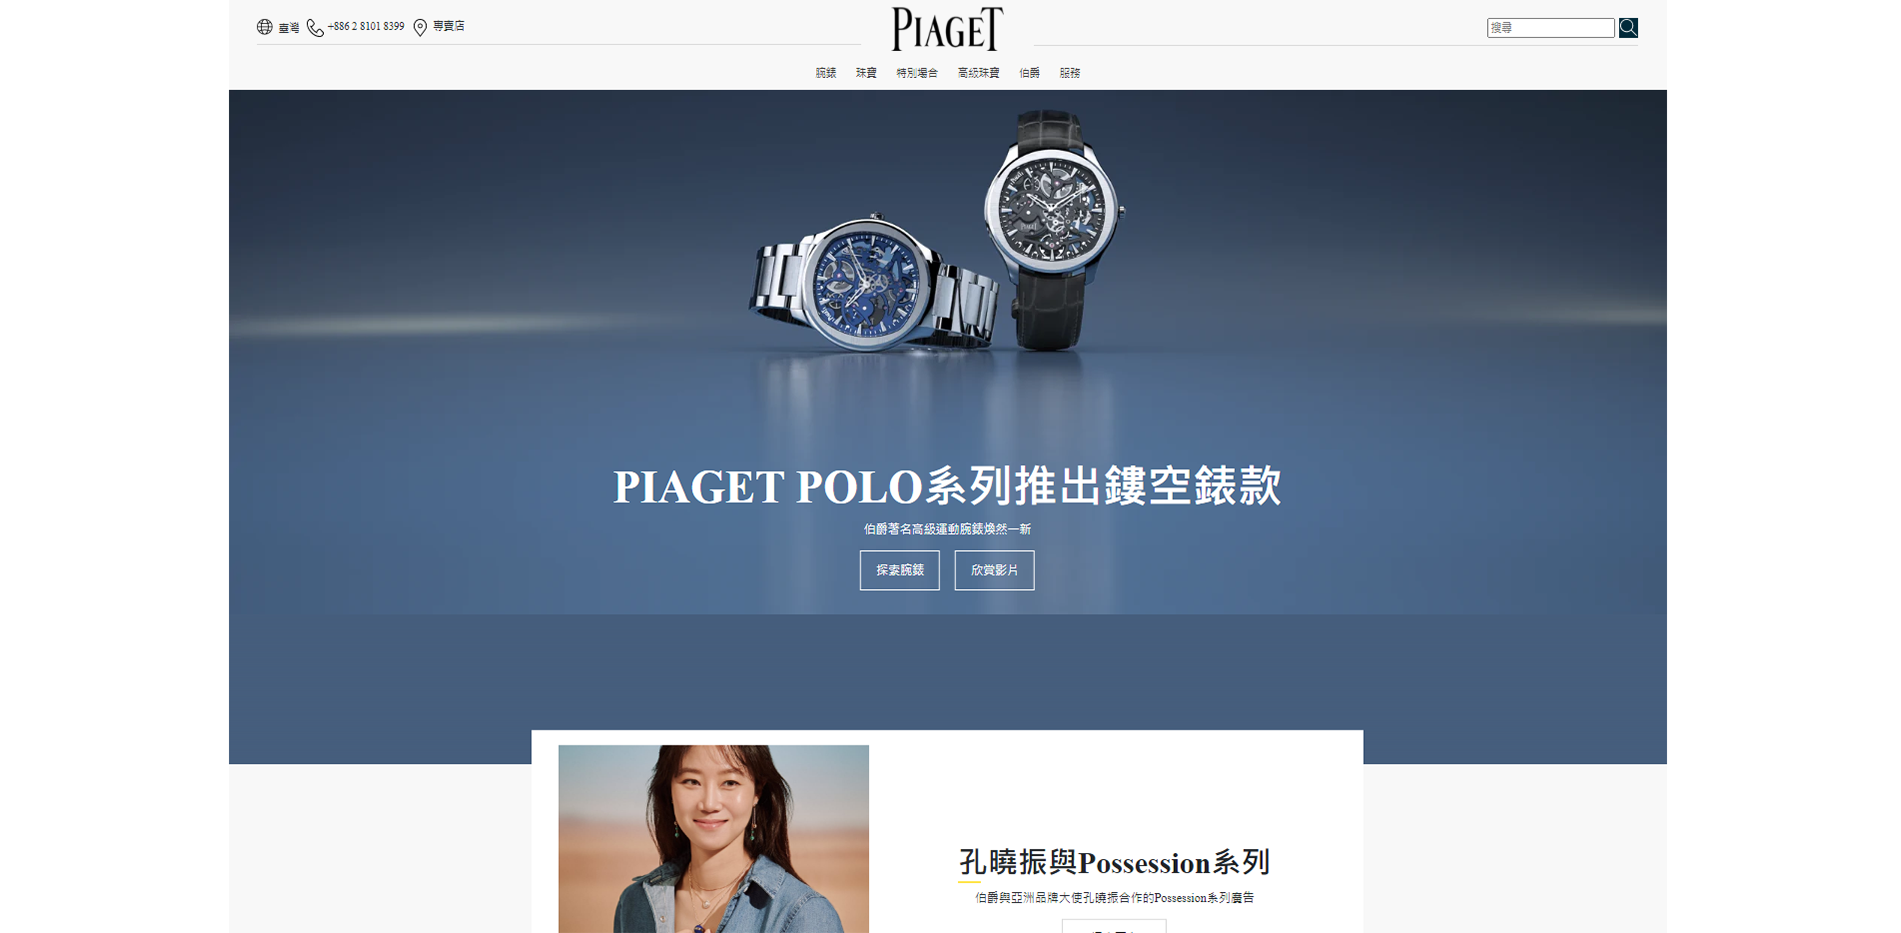 臺灣 +886 2 8101 8399 專賣店
PIAGET
搜尋
腕錶 珠寶 特別場合 高級珠寶 伯爵 服務
PIAGET POLO系列推出鏤空錶款
伯爵著名高級運動腕錶煥然一新
探索腕錶 欣賞影片
孔曉振與Possession系列
伯爵與亞洲品牌大使孔曉振合作的Possession系列廣告